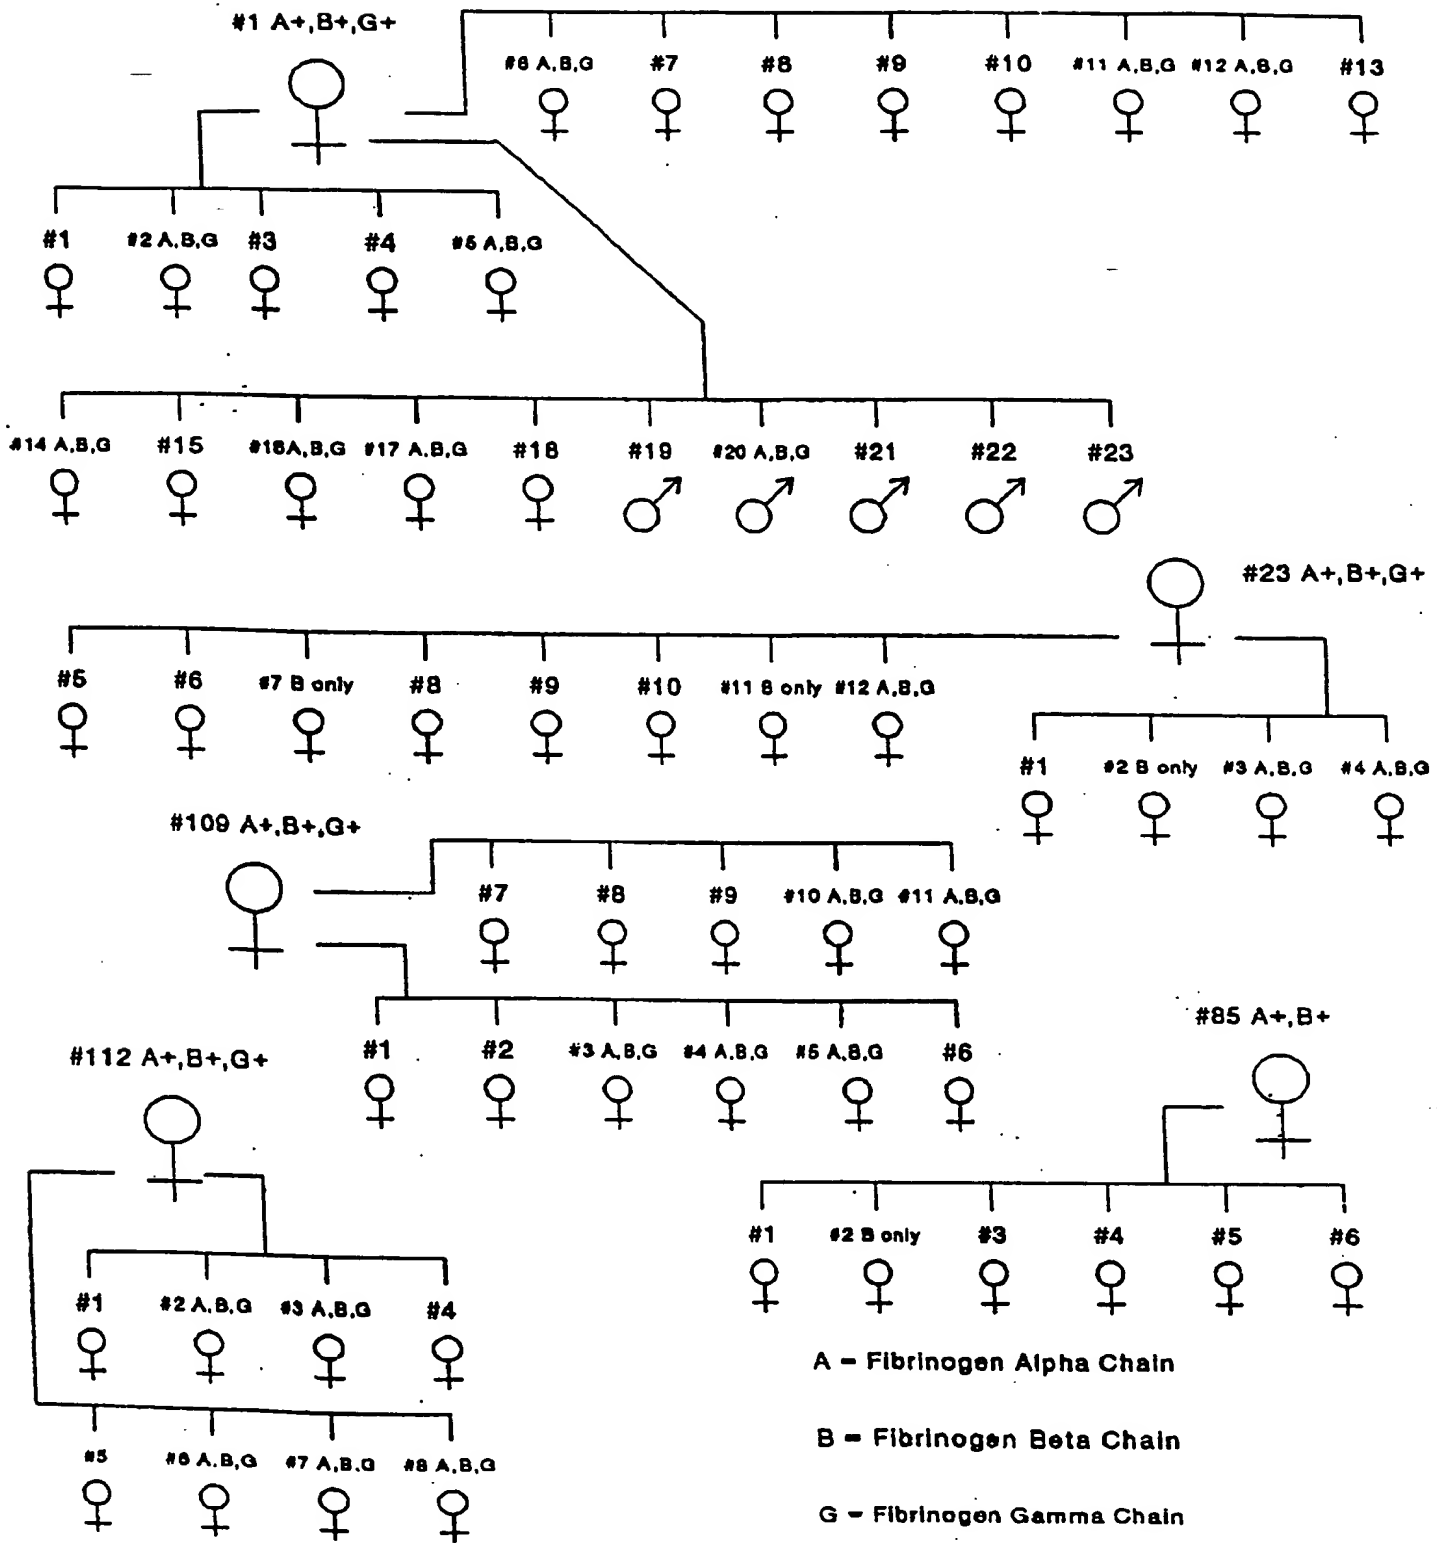 #1 A+,B+,G+
#6 A,B,G #7 #8 #9 #10 #11 A,B,G #12 A,B,G #13
#1 #2 A,B,G #3 #4 #5 A,B,G
#14 A,B,G #15 #16A,B,G #17 A,B,G #18 #19 #20 A,B,G #21 #22 #23
#23 A+,B+,G+
#5 #6 #7 B only #8 #9 #10 #11 B only #12 A,B,G
#1 #2 B only #3 A,B,G #4 A,B,G
#109 A+,B+,G+
#7 #8 #9 #10 A,B,G #11 A,B,G
#85 A+,B+
#1 #2 #3 A,B,G #4 A,B,G #5 A,B,G #6
#112 A+,B+,G+
#1 #2 B only #3 #4 #5 #6
#1 #2 A,B,G #3 A,B,G #4
A = Fibrinogen Alpha Chain
B = Fibrinogen Beta Chain
#5 #6 A,B,G #7 A,B,G #8 A,B,G
G = Fibrinogen Gamma Chain